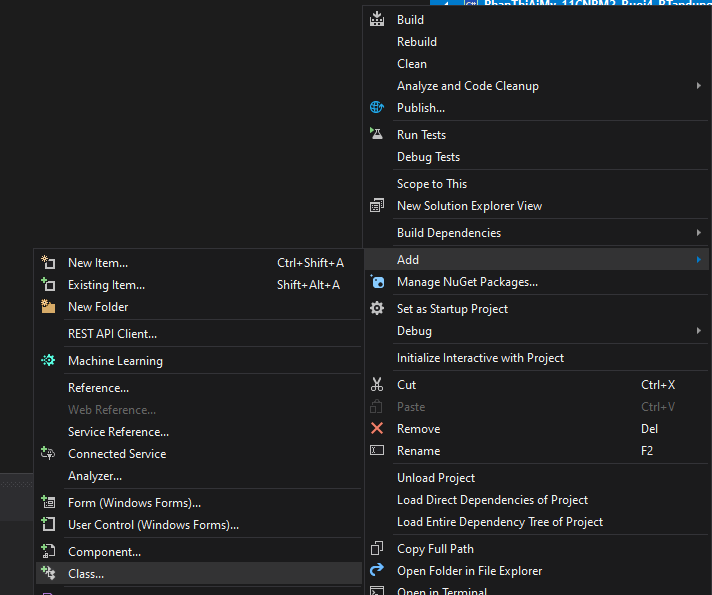 Build
Rebuild
Clean
Analyze and Code Cleanup
Publish...
Run Tests
Debug Tests
Scope to This
New Solution Explorer View
Build Dependencies
Add
Manage NuGet Packages...
Set as Startup Project
Debug
Initialize Interactive with Project
Cut Ctrl+X
Paste Ctrl+V
Remove Del
Rename F2
Unload Project
Load Direct Dependencies of Project
Load Entire Dependency Tree of Project
Copy Full Path
Open Folder in File Explorer
Open in Terminal
New Item... Ctrl+Shift+A
Existing Item... Shift+Alt+A
New Folder
REST API Client...
Machine Learning
Reference...
Web Reference...
Service Reference...
Connected Service
Analyzer...
Form (Windows Forms)...
User Control (Windows Forms)...
Component...
Class...